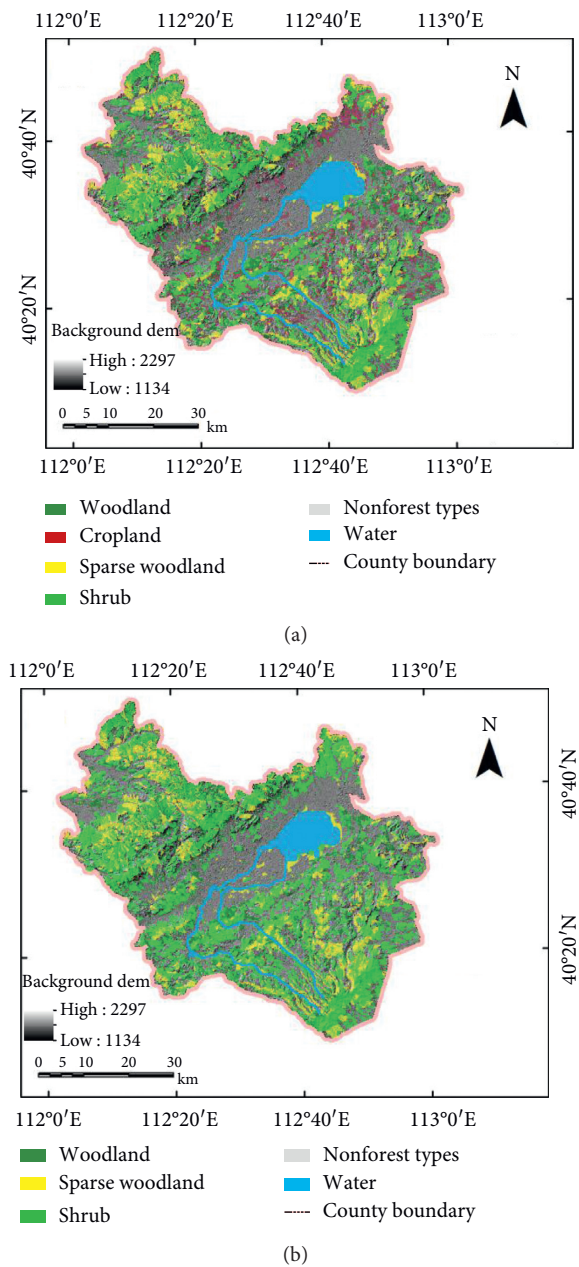 112°0′E 112°20′E 112°40′E 113°0′E
N
40°40′N
40°20′N
Background dem
High : 2297
Low : 1134
0 5 10 20 30
km
112°0′E 112°20′E 112°40′E 113°0′E
Woodland
Cropland
Sparse woodland
Shrub
Nonforest types
Water
County boundary
(a)
112°0′E 112°20′E 112°40′E 113°0′E
N
40°40′N
40°20′N
Background dem
High : 2297
Low : 1134
0 5 10 20 30
km
112°0′E 112°20′E 112°40′E 113°0′E
Woodland
Sparse woodland
Shrub
Nonforest types
Water
County boundary
(b)